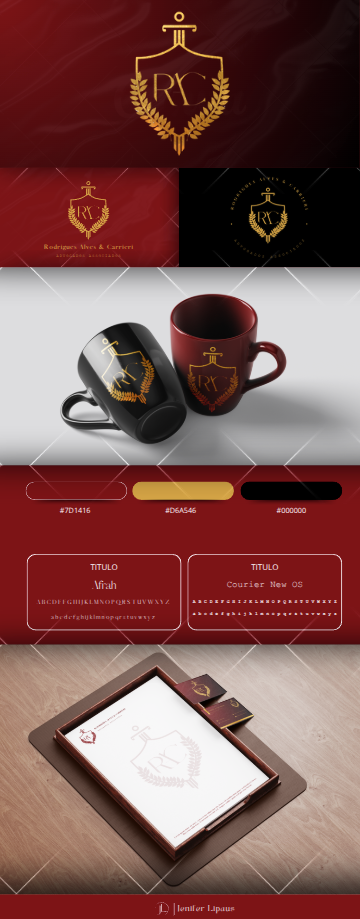 RAC
RAC
Rodrigues Alves & Carrieri
ADVOGADOS ASSOCIADOS
RODRIGUES ALVES & CARRIERI
RAC
ADVOGADOS ASSOCIADOS
RAC
RAC
#7D1416
#D6A546
#000000
TITULO
Afrah
ABCDEFGHIJKLMNOPQRSTUVWXYZ
abcdefghijklmnopqrstuvwxyz
TITULO
Courier New OS
ABCDEFGHIJKLMNOPQRSTUVWXYZ
abcdefghijklmnopqrstuvwxyz
RAC
RAC
Jenifer Lipaus